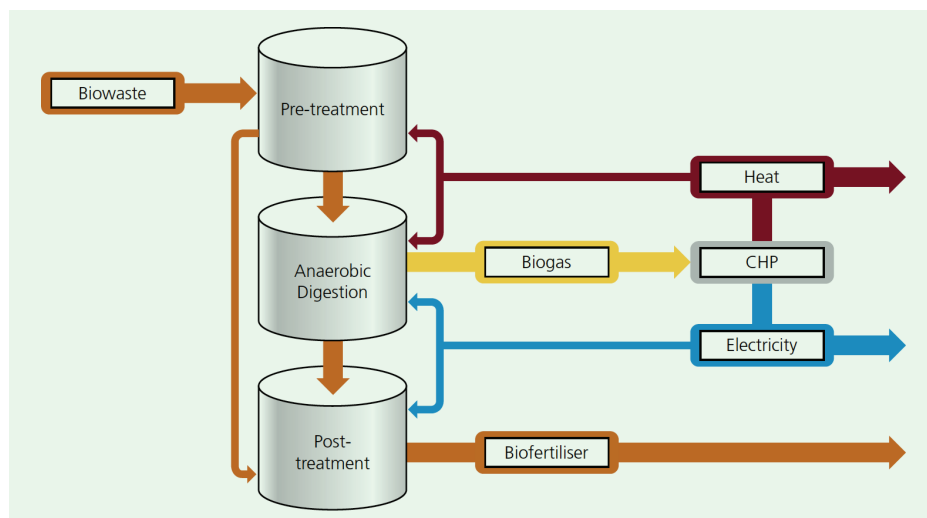 Biowaste
Pre-treatment
Heat
Anaerobic
Digestion
Biogas
CHP
Electricity
Post-
treatment
Biofertiliser